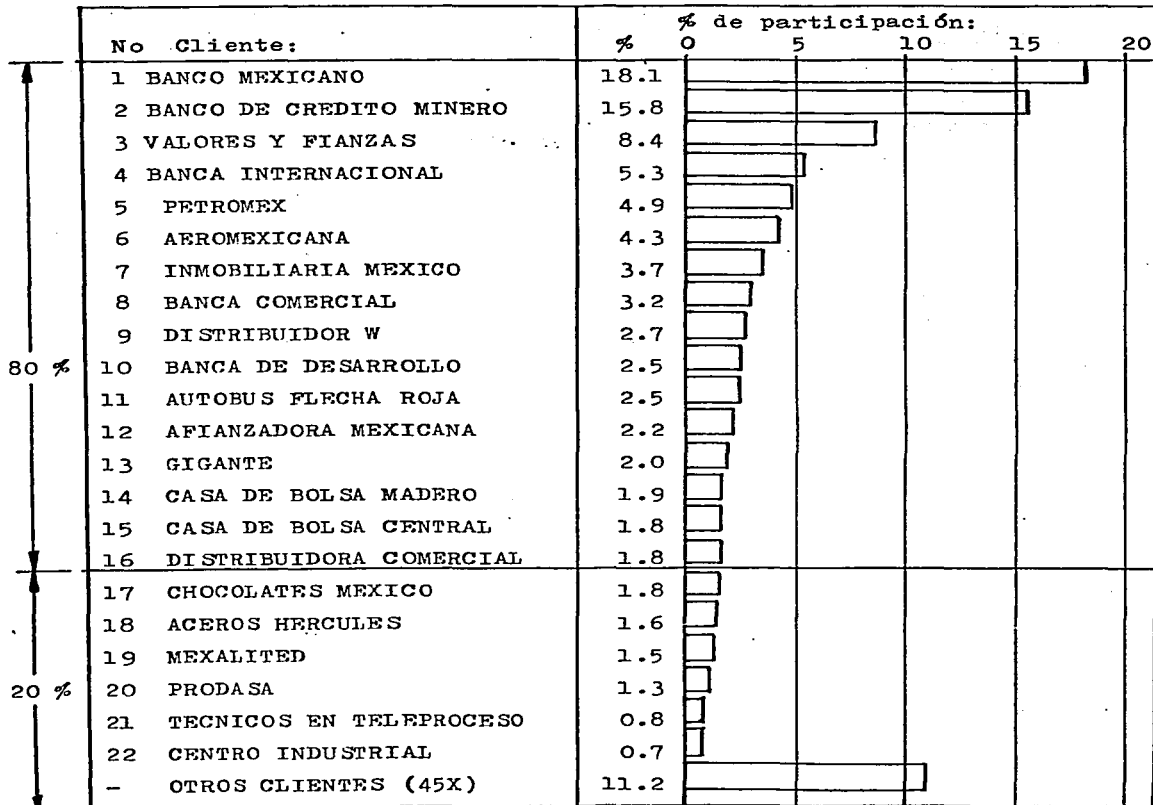 % de participación:
No Cliente: % 0 5 10 15 20
1 BANCO MEXICANO 18.1
2 BANCO DE CREDITO MINERO 15.8
3 VALORES Y FIANZAS 8.4
4 BANCA INTERNACIONAL 5.3
5 PETROMEX 4.9
6 AEROMEXICANA 4.3
7 INMOBILIARIA MEXICO 3.7
8 BANCA COMERCIAL 3.2
9 DISTRIBUIDOR W 2.7
80 % 10 BANCA DE DESARROLLO 2.5
11 AUTOBUS FLECHA ROJA 2.5
12 AFIANZADORA MEXICANA 2.2
13 GIGANTE 2.0
14 CASA DE BOLSA MADERO 1.9
15 CASA DE BOLSA CENTRAL 1.8
16 DISTRIBUIDORA COMERCIAL 1.8
17 CHOCOLATES MEXICO 1.8
18 ACEROS HERCULES 1.6
19 MEXALITED 1.5
20 % 20 PRODASA 1.3
21 TECNICOS EN TELEPROCESO 0.8
22 CENTRO INDUSTRIAL 0.7
- OTROS CLIENTES (45X) 11.2